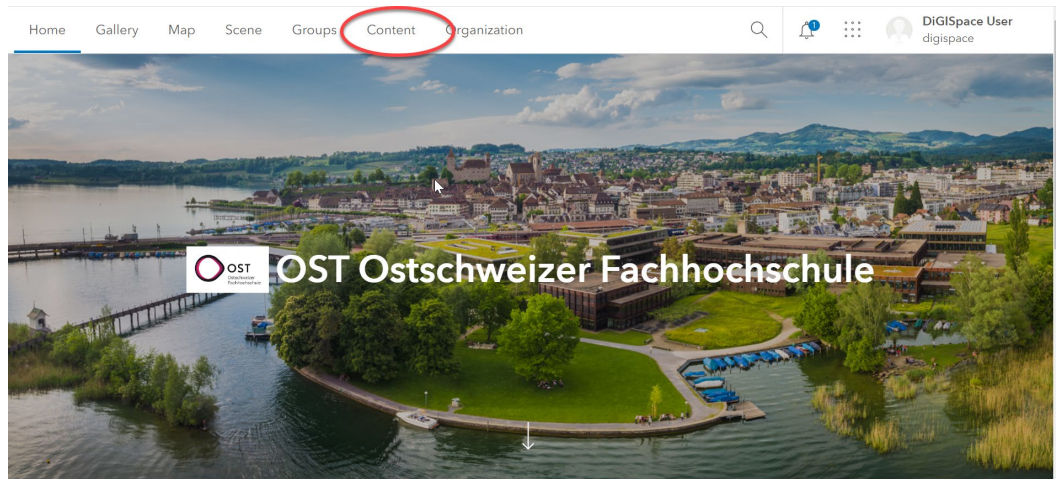 Home Gallery Map Scene Groups Content Organization
1
DiGISpace User
digispace
OST
Ostschweizer
Fachhochschule
OST Ostschweizer Fachhochschule